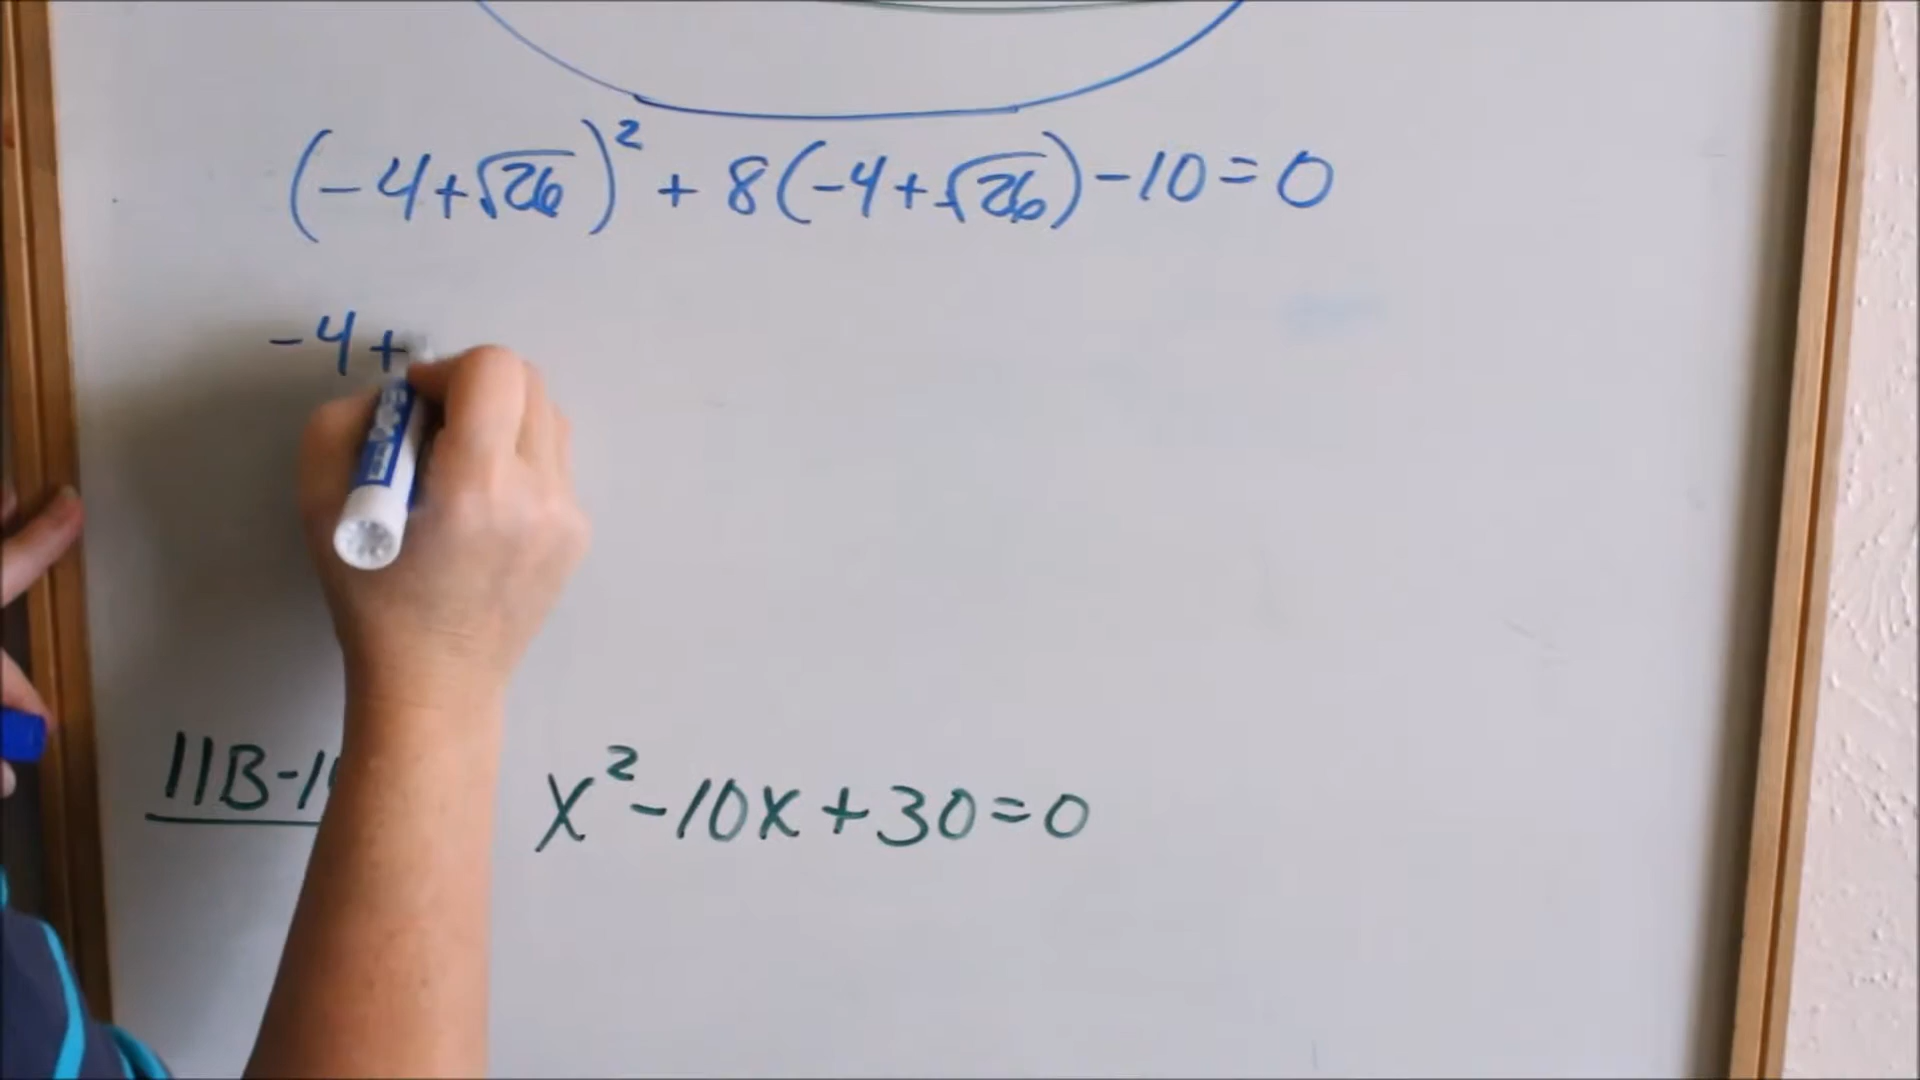 (-4+√26)² + 8(-4+√26)-10=0
-4+
11B-1
x²-10x+30=0